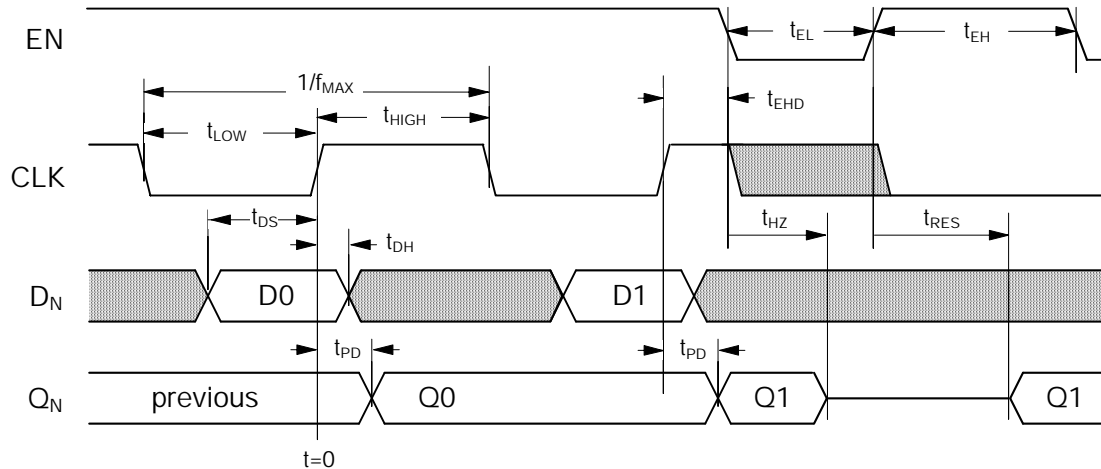 EN
t_EL
t_EH
1/f_MAX
t_EHD
t_LOW
t_HIGH
CLK
t_DS
t_DH
t_HZ
t_RES
D_N
D0
D1
t_PD
t_PD
Q_N
previous
Q0
Q1
Q1
t=0